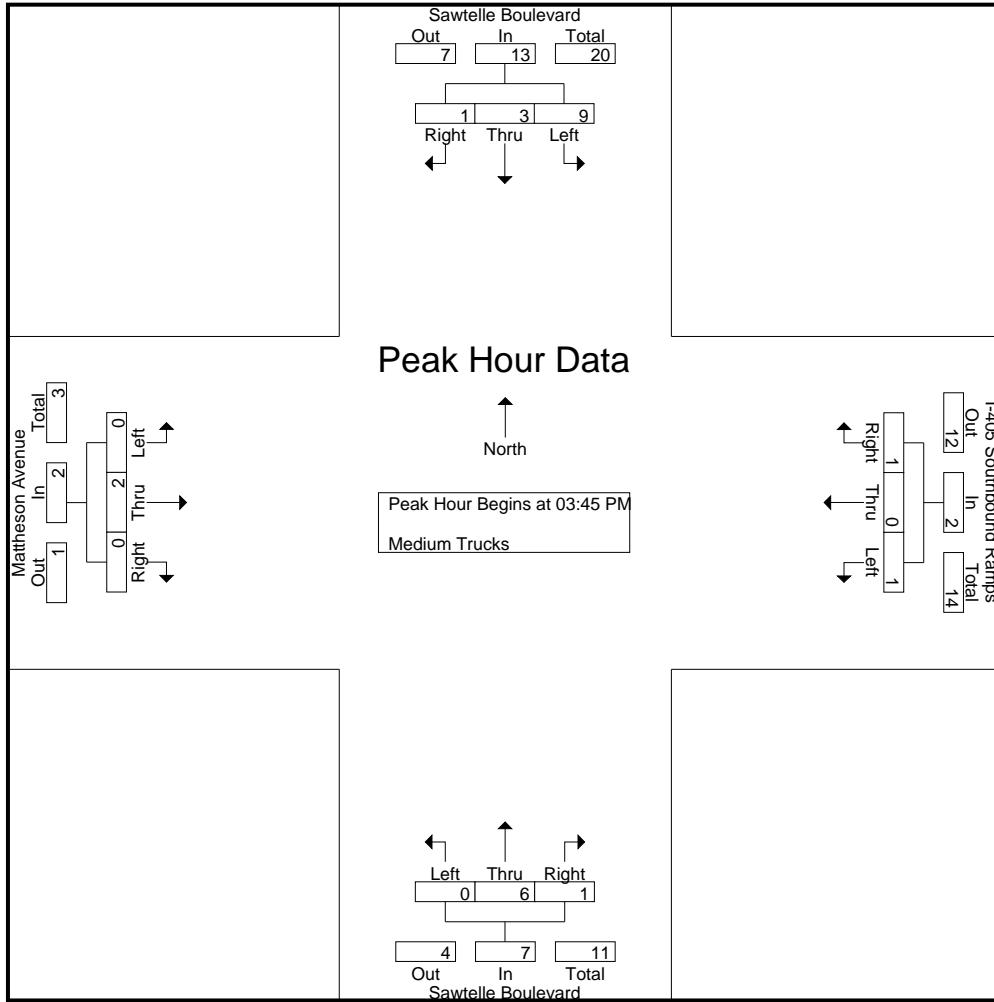 Sawtelle Boulevard
Out In Total
7 13 20
1 3 9
Right Thru Left
Peak Hour Data
North
Peak Hour Begins at 03:45 PM
Medium Trucks
Mattheson Avenue
Out In Total
1 2 3
0 2 0
Left Thru Right
I-405 Southbound Ramps
Out In Total
12 2 14
1 0 1
Right Thru Left
Left Thru Right
0 6 1
4 7 11
Out In Total
Sawtelle Boulevard